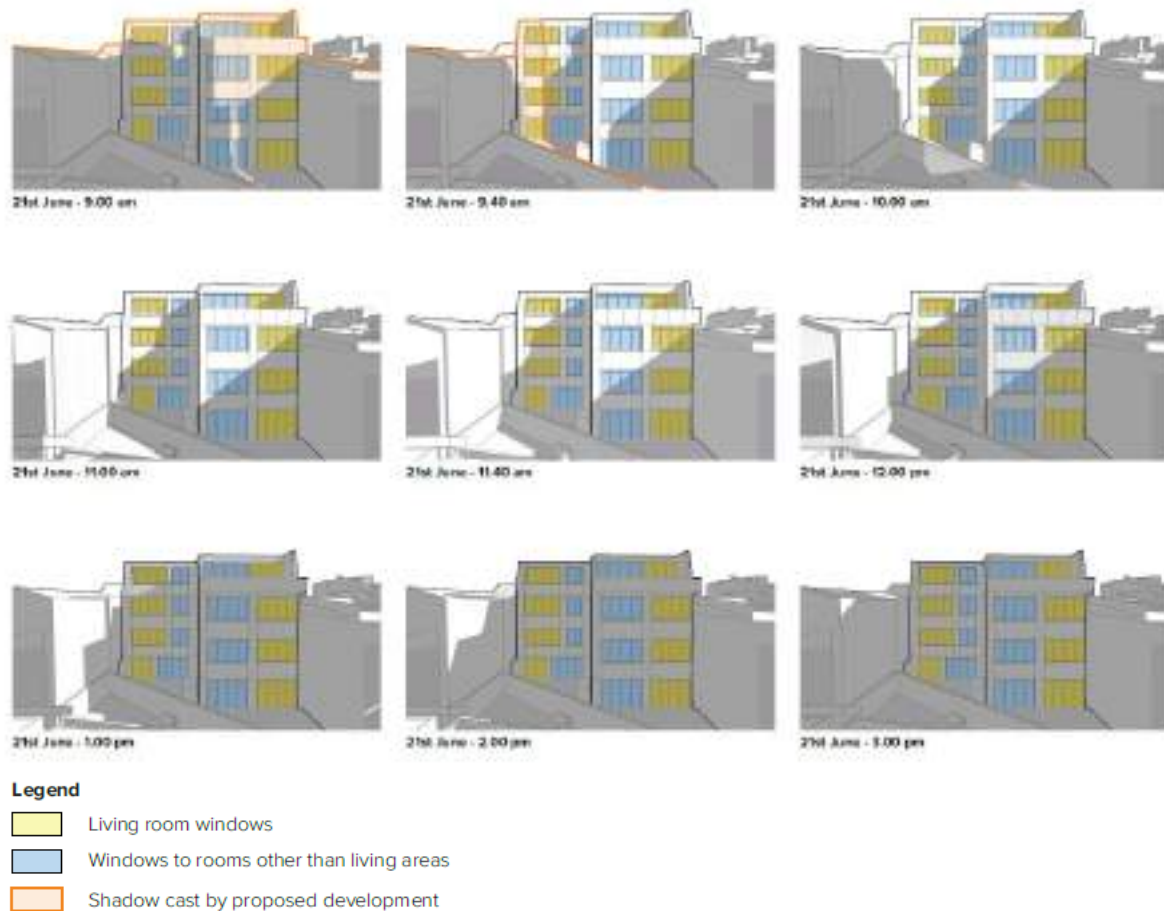 21st June - 9.00 am
21st June - 9.40 am
21st June - 10.00 am
21st June - 11.00 am
21st June - 11.40 am
21st June - 12.00 pm
21st June - 1.00 pm
21st June - 2.00 pm
21st June - 3.00 pm
Legend
Living room windows
Windows to rooms other than living areas
Shadow cast by proposed development